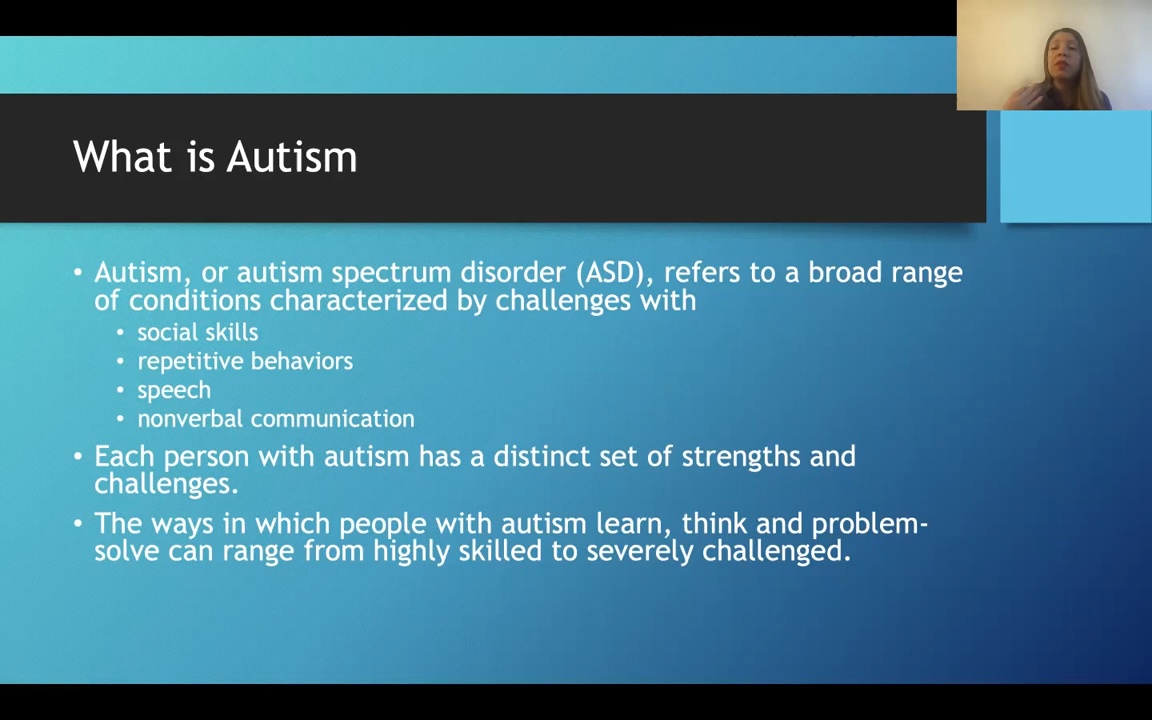 What is Autism
• Autism, or autism spectrum disorder (ASD), refers to a broad range
of conditions characterized by challenges with
• social skills
• repetitive behaviors
• speech
• nonverbal communication
• Each person with autism has a distinct set of strengths and
challenges.
• The ways in which people with autism learn, think and problem-
solve can range from highly skilled to severely challenged.